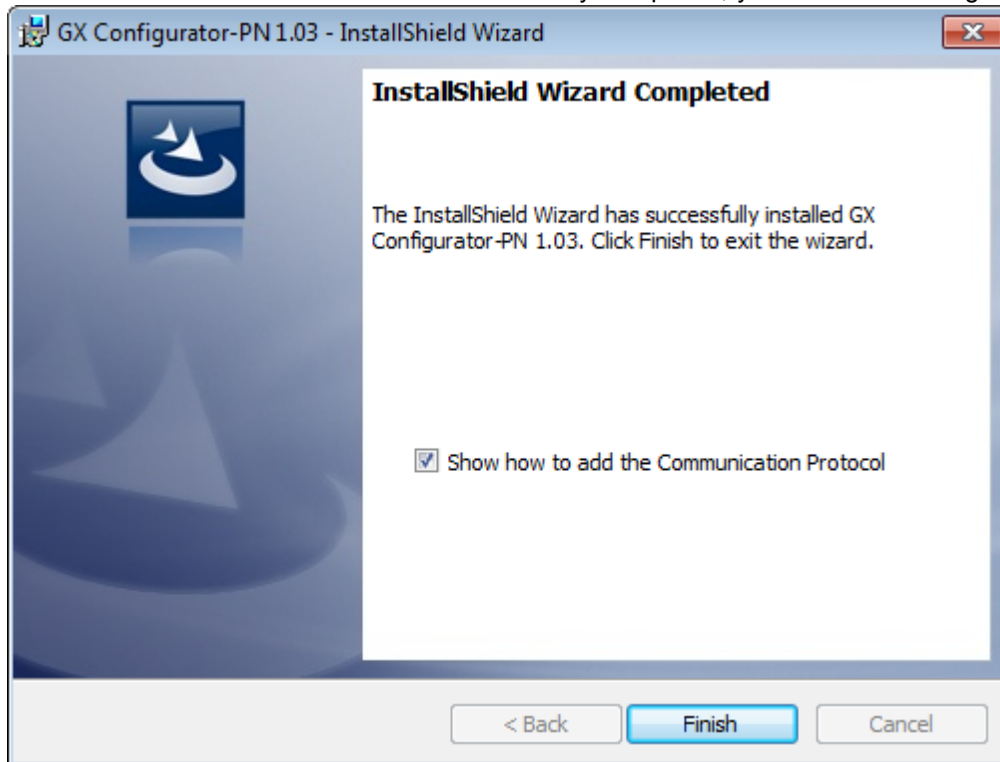 GX Configurator-PN 1.03 - InstallShield Wizard
InstallShield Wizard Completed
The InstallShield Wizard has successfully installed GX
Configurator-PN 1.03. Click Finish to exit the wizard.
Show how to add the Communication Protocol
< Back
Finish
Cancel